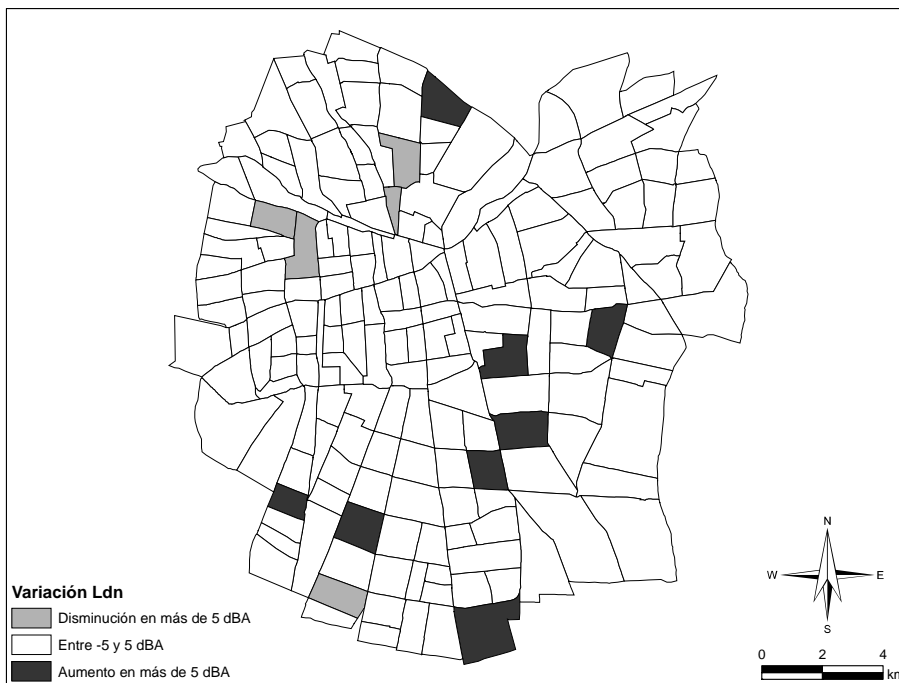 Variación Ldn
Disminución en más de 5 dBA
Entre -5 y 5 dBA
Aumento en más de 5 dBA
N
W E
S
0 2 4
km